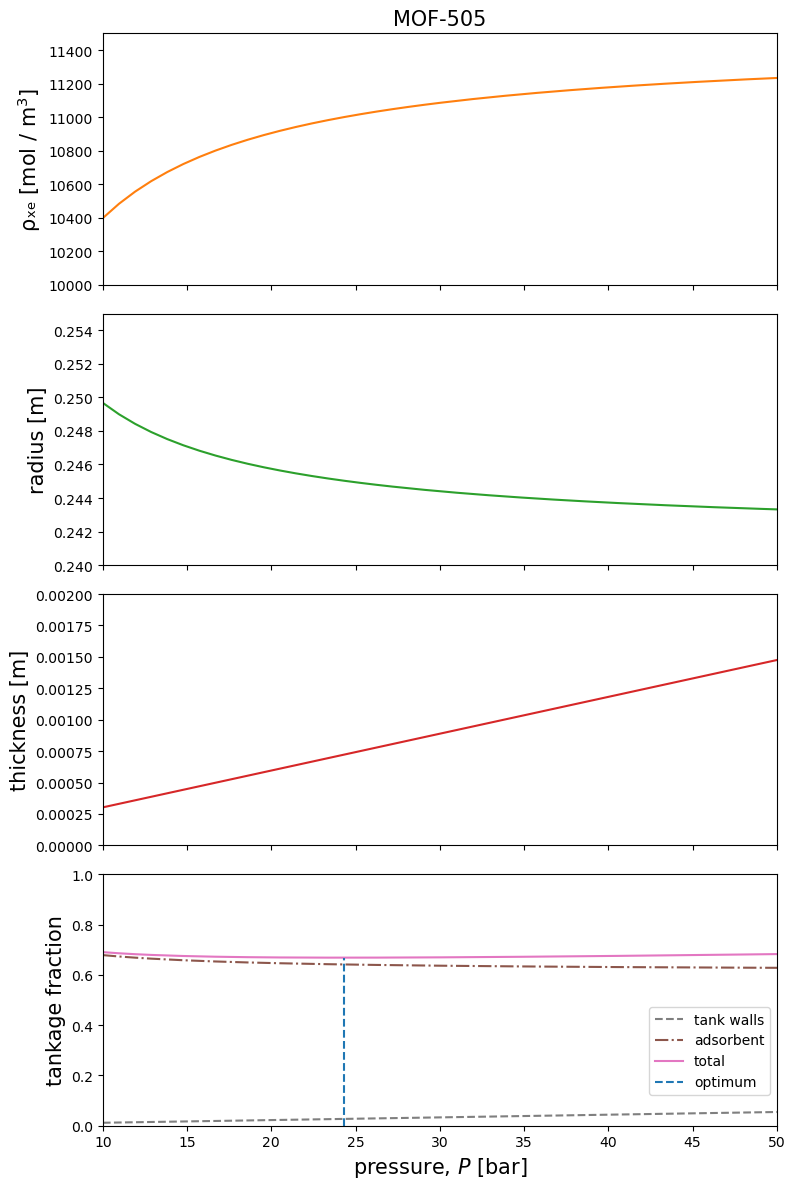 MOF-505
ρₓₑ [mol / m³]
11400
11200
11000
10800
10600
10400
10200
10000
radius [m]
0.254
0.252
0.250
0.248
0.246
0.244
0.242
0.240
thickness [m]
0.00200
0.00175
0.00150
0.00125
0.00100
0.00075
0.00050
0.00025
0.00000
tankage fraction
1.0
0.8
0.6
0.4
0.2
0.0
tank walls
adsorbent
total
optimum
10 15 20 25 30 35 40 45 50
pressure, P [bar]